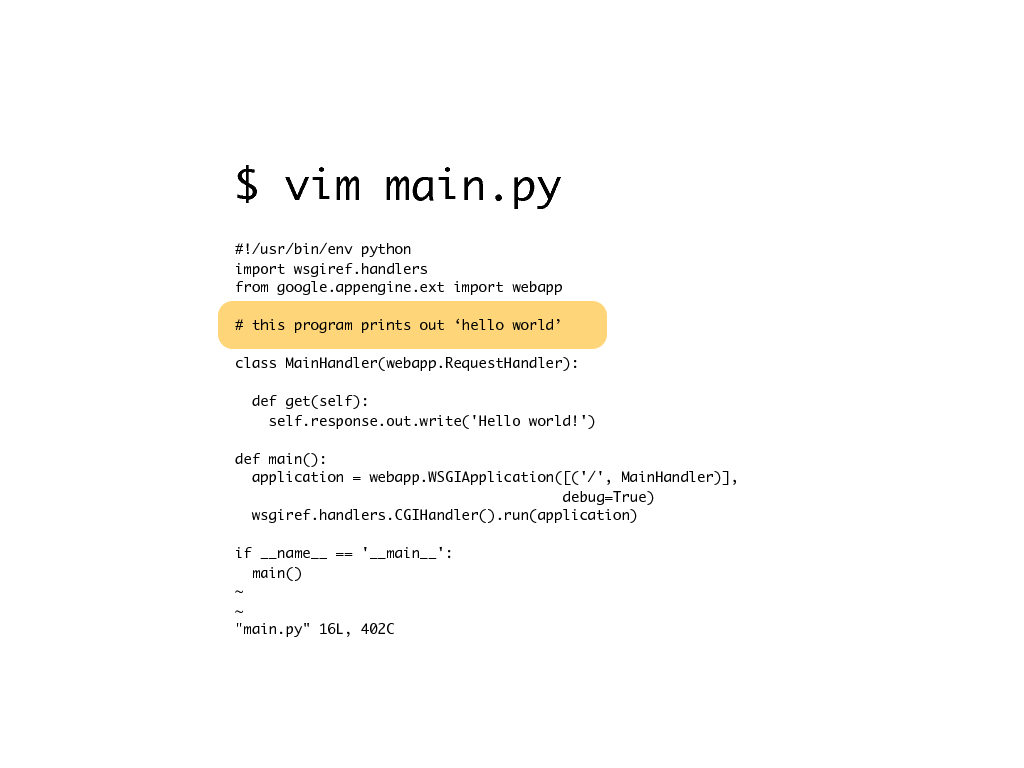 $ vim main.py
#!/usr/bin/env python
import wsgiref.handlers
from google.appengine.ext import webapp
# this program prints out ‘hello world’
class MainHandler(webapp.RequestHandler):
  def get(self):
    self.response.out.write('Hello world!')
def main():
  application = webapp.WSGIApplication([('/', MainHandler)],
                                       debug=True)
  wsgiref.handlers.CGIHandler().run(application)
if __name__ == '__main__':
  main()
~
~
"main.py" 16L, 402C